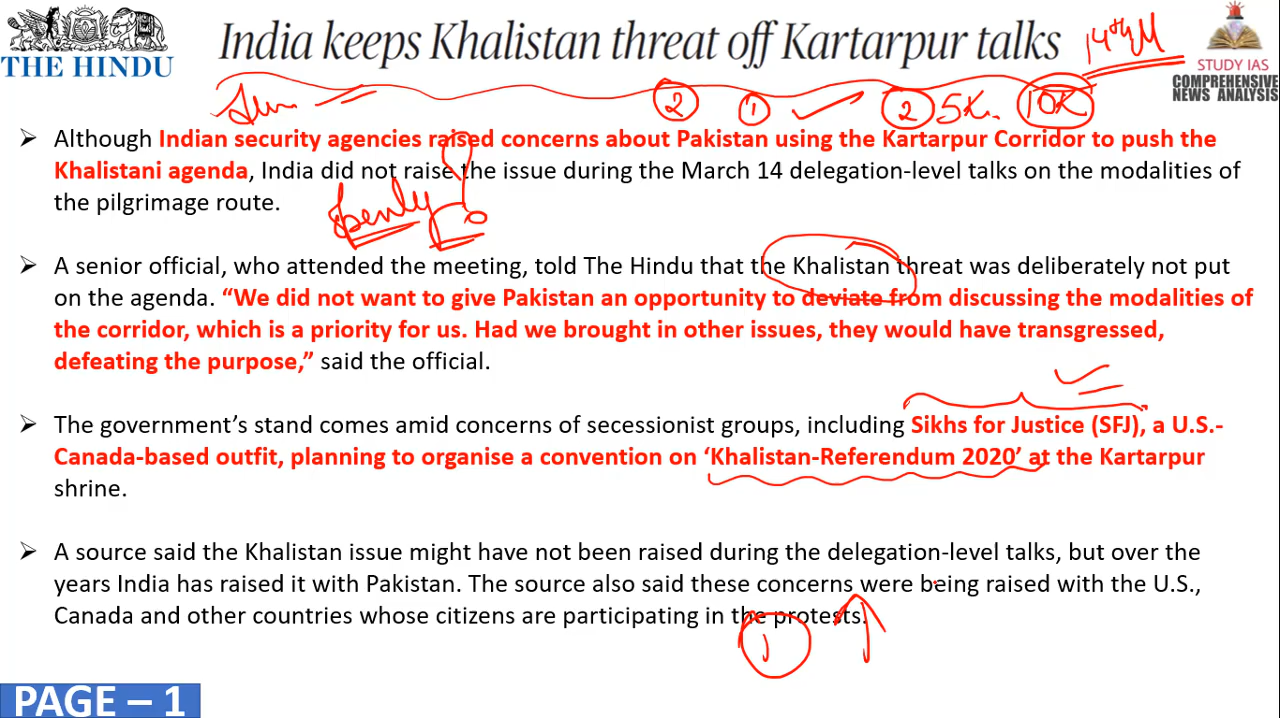 THE HINDU
India keeps Khalistan threat off Kartarpur talks
14th M
STUDY IAS
COMPREHENSIVE
NEWS ANALYSIS
2 1 2 5K. 10K
➢ Although Indian security agencies raised concerns about Pakistan using the Kartarpur Corridor to push the
Khalistani agenda, India did not raise the issue during the March 14 delegation-level talks on the modalities of
the pilgrimage route.
openly
➢ A senior official, who attended the meeting, told The Hindu that the Khalistan threat was deliberately not put
on the agenda. “We did not want to give Pakistan an opportunity to deviate from discussing the modalities of
the corridor, which is a priority for us. Had we brought in other issues, they would have transgressed,
defeating the purpose,” said the official.
➢ The government’s stand comes amid concerns of secessionist groups, including Sikhs for Justice (SFJ), a U.S.-
Canada-based outfit, planning to organise a convention on ‘Khalistan-Referendum 2020’ at the Kartarpur
shrine.
➢ A source said the Khalistan issue might have not been raised during the delegation-level talks, but over the
years India has raised it with Pakistan. The source also said these concerns were being raised with the U.S.,
Canada and other countries whose citizens are participating in the protests.
1
PAGE – 1